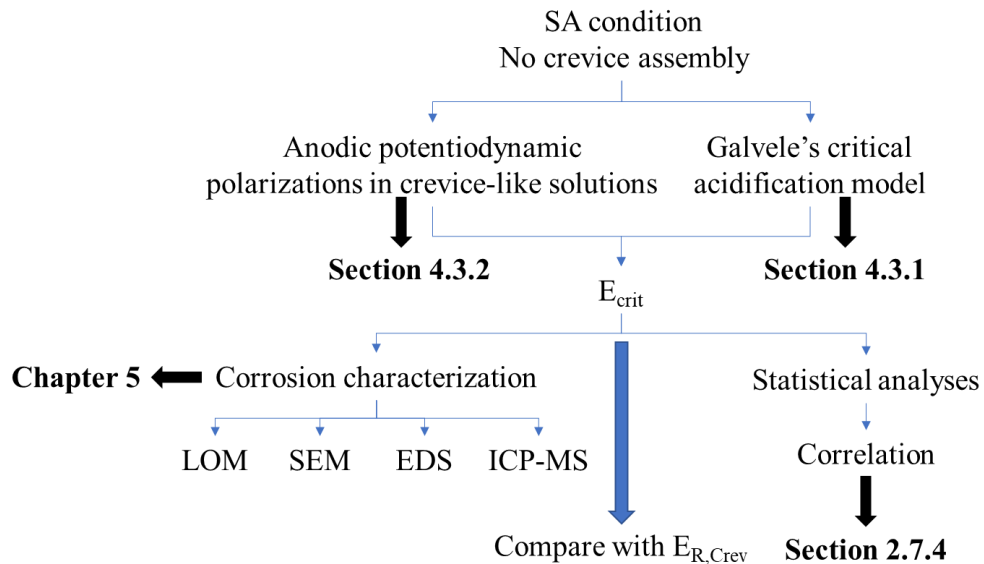 SA condition
No crevice assembly
Anodic potentiodynamic
polarizations in crevice-like solutions
Galvele's critical
acidification model
Section 4.3.2
Section 4.3.1
E_crit
Chapter 5
Corrosion characterization
Statistical analyses
LOM
SEM
EDS
ICP-MS
Correlation
Compare with E_R,Crev
Section 2.7.4